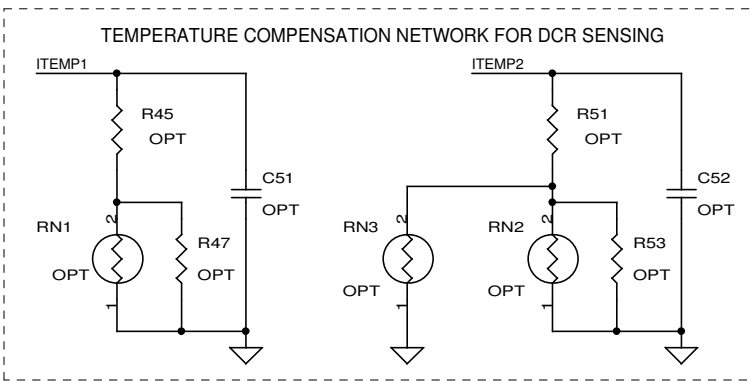 TEMPERATURE COMPENSATION NETWORK FOR DCR SENSING
ITEMP1
R45
OPT
C51
OPT
RN1
OPT
2
1
R47
OPT
ITEMP2
R51
OPT
C52
OPT
RN3
OPT
2
1
RN2
OPT
2
1
R53
OPT